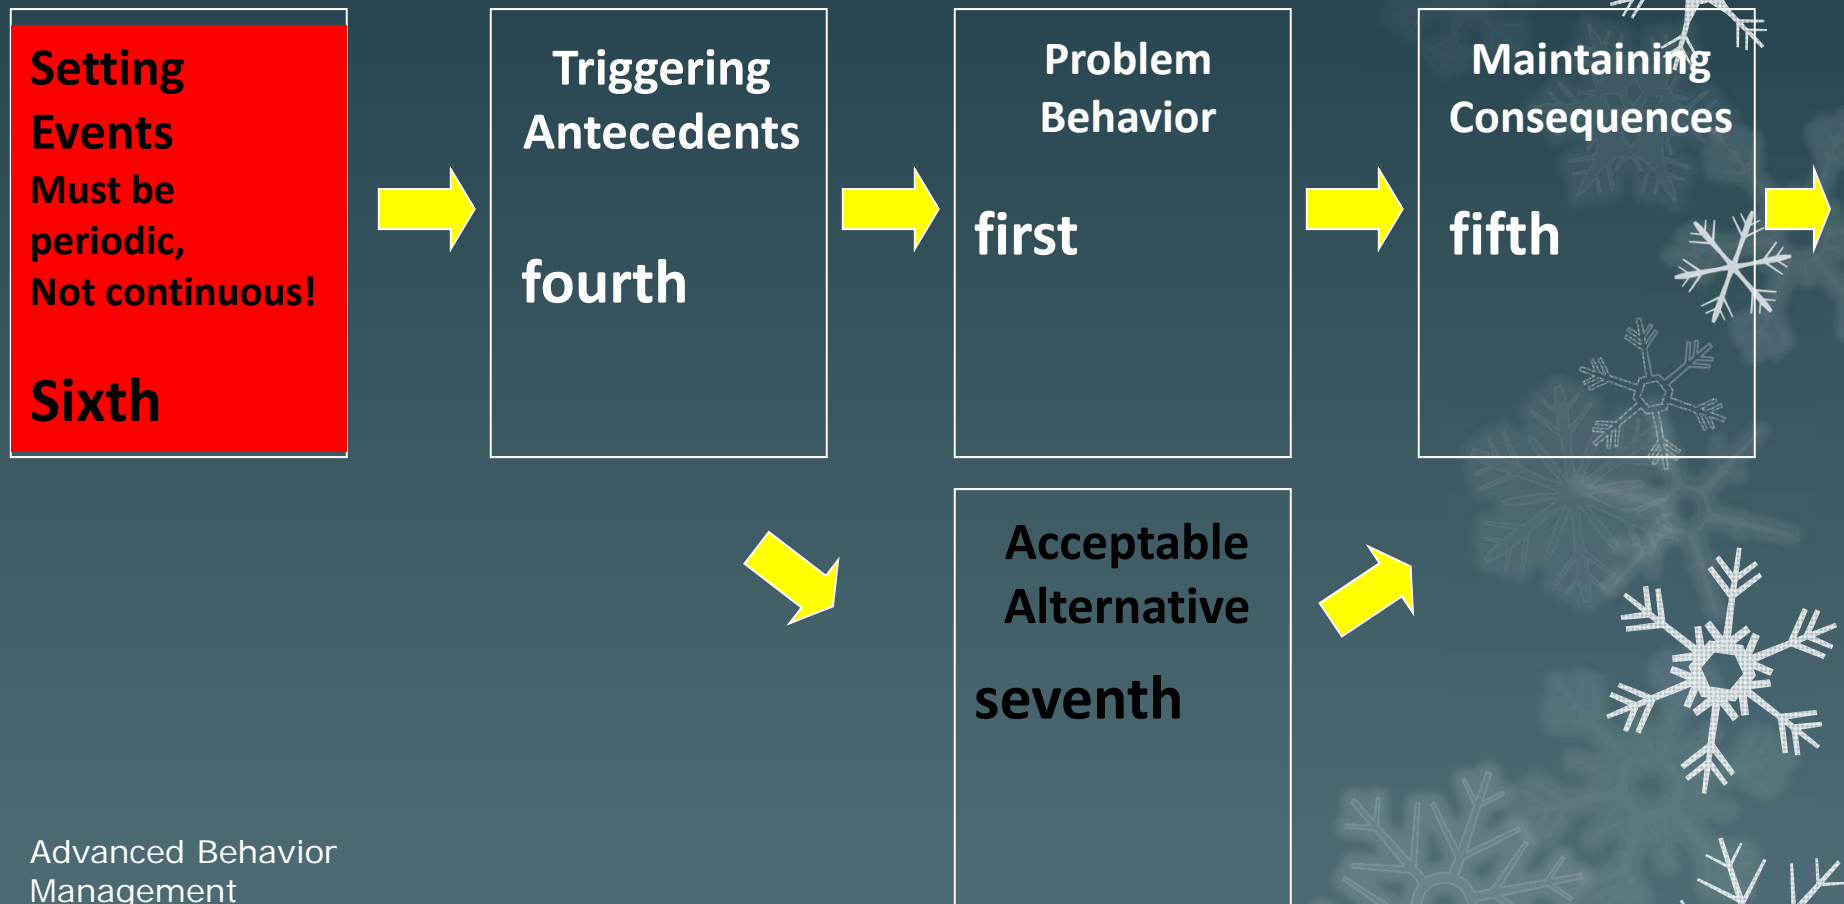 Setting
Events
Must be
periodic,
Not continuous!
Sixth
Triggering
Antecedents
fourth
Problem
Behavior
first
Maintaining
Consequences
fifth
Acceptable
Alternative
seventh
Advanced Behavior
Management